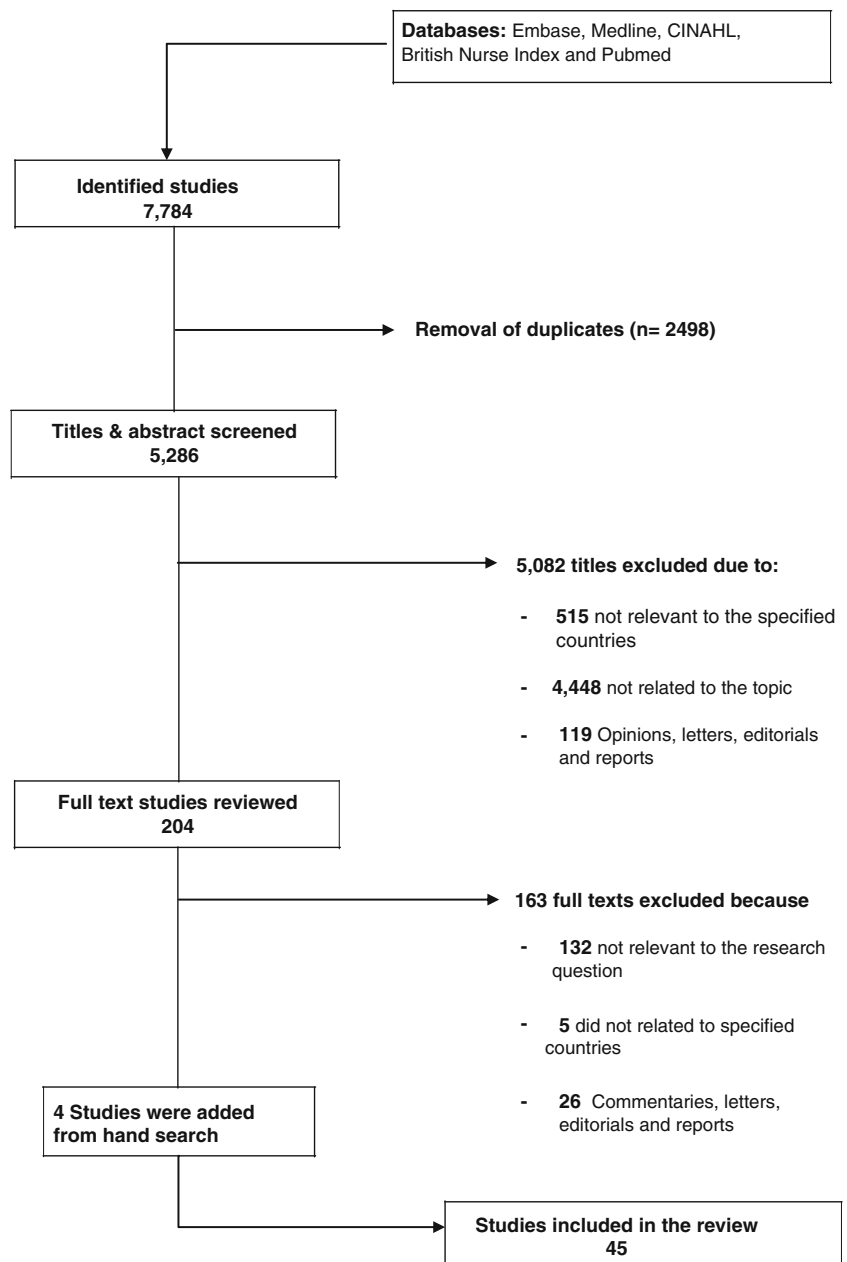 Databases: Embase, Medline, CINAHL,
British Nurse Index and Pubmed
Identified studies
7,784
Removal of duplicates (n= 2498)
Titles & abstract screened
5,286
5,082 titles excluded due to:
- 515 not relevant to the specified
countries
- 4,448 not related to the topic
- 119 Opinions, letters, editorials
and reports
Full text studies reviewed
204
163 full texts excluded because
- 132 not relevant to the research
question
- 5 did not related to specified
countries
- 26 Commentaries, letters,
editorials and reports
4 Studies were added
from hand search
Studies included in the review
45